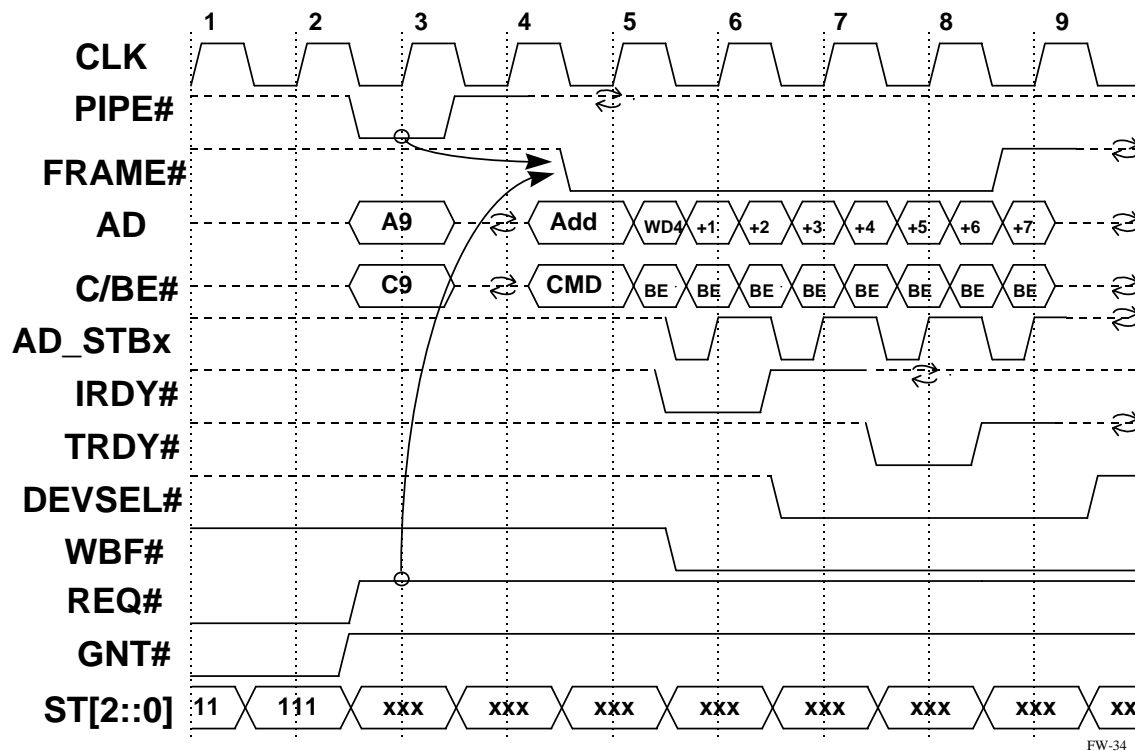 1 2 3 4 5 6 7 8 9
CLK
PIPE#
FRAME#
AD A9 Add WD4 +1 +2 +3 +4 +5 +6 +7
C/BE# C9 CMD BE BE BE BE BE BE BE BE
AD_STBx
IRDY#
TRDY#
DEVSEL#
WBF#
REQ#
GNT#
ST[2::0] 11 111 xxx xxx xxx xxx xxx xxx xxx xx
FW-34